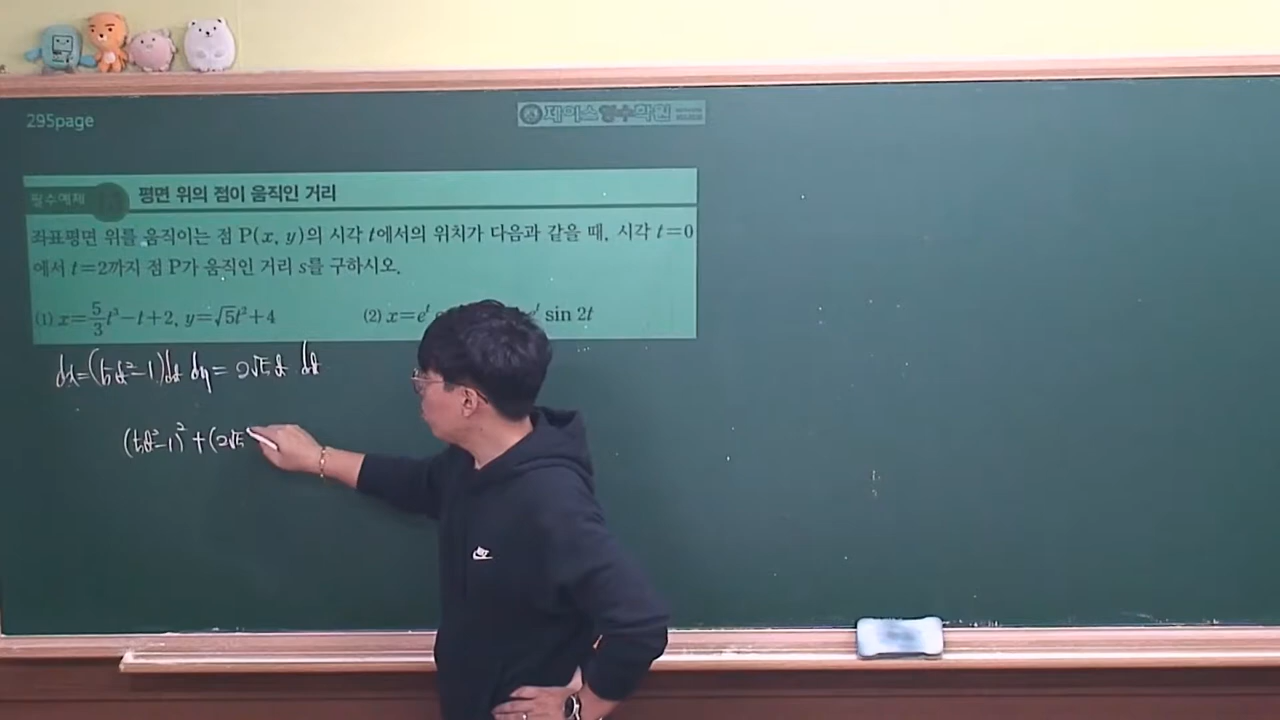 295page
제이스영수학원
필수예제
평면 위의 점이 움직인 거리
좌표평면 위를 움직이는 점 P(x, y)의 시각 t에서의 위치가 다음과 같을 때, 시각 t=0
에서 t=2까지 점 P가 움직인 거리 s를 구하시오.
(1) x=5/3t³-t+2, y=√5t²+4 (2) x=eᵗ eᵗ sin 2t
dx=(5t²-1)dt dy=2√5t dt
(5t²-1)²+(2√5